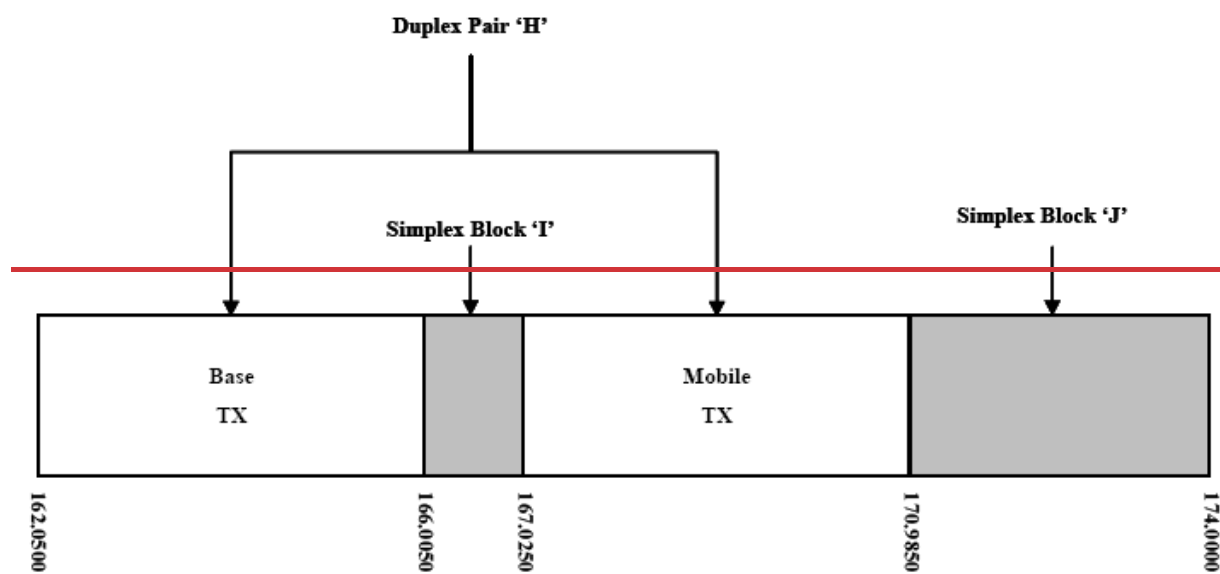 Duplex Pair ‘H’
Simplex Block ‘I’
Simplex Block ‘J’
Base
TX
Mobile
TX
162.0500
166.0050
167.0250
170.9850
174.0000